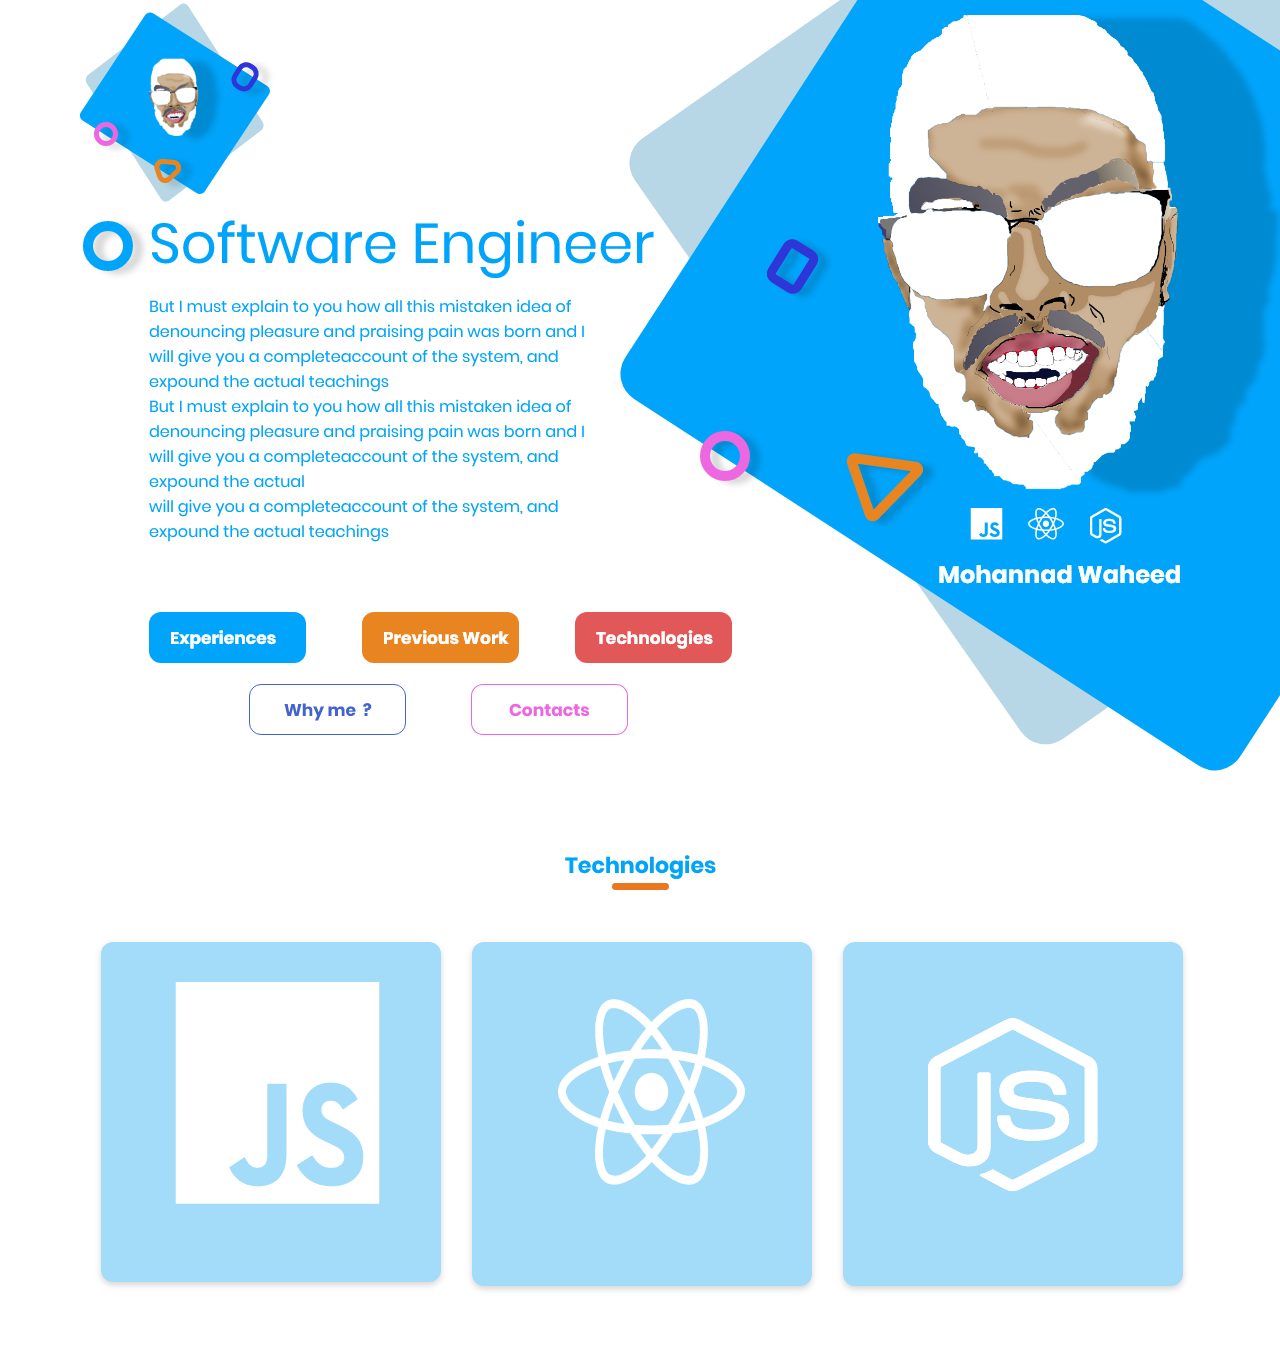 Software Engineer
But I must explain to you how all this mistaken idea of
denouncing pleasure and praising pain was born and I
will give you a completeaccount of the system, and
expound the actual teachings
But I must explain to you how all this mistaken idea of
denouncing pleasure and praising pain was born and I
will give you a completeaccount of the system, and
expound the actual
will give you a completeaccount of the system, and
expound the actual teachings
JS
JS
Mohannad Waheed
Experiences
Previous Work
Technologies
Why me ?
Contacts
Technologies
JS
JS